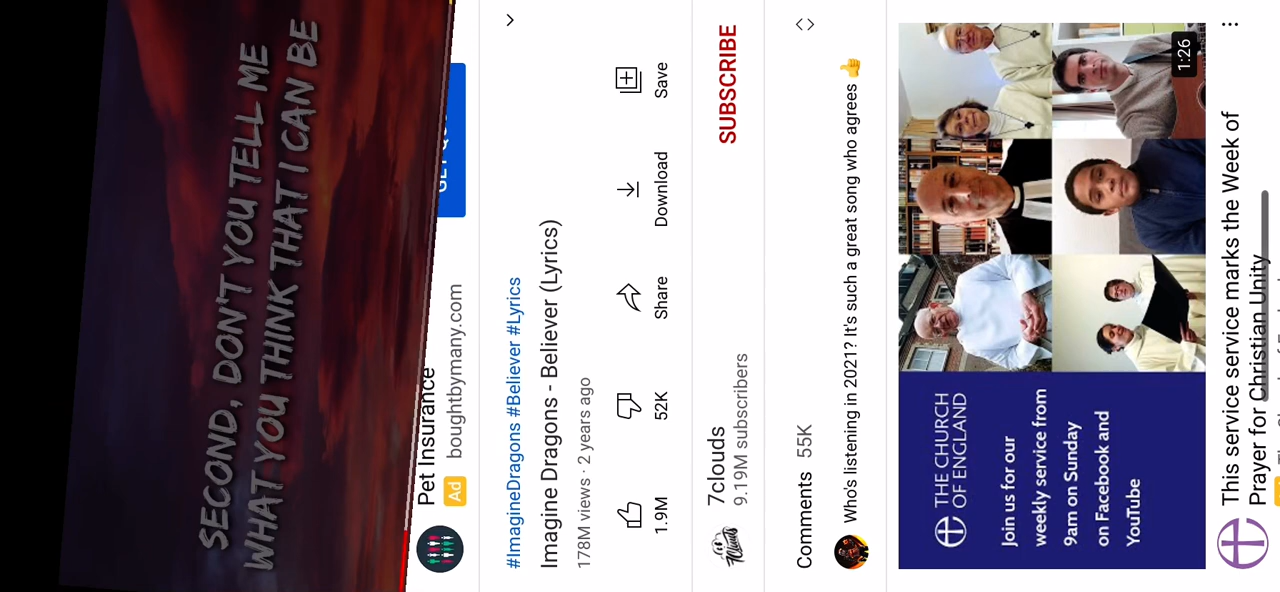 SECOND, DON'T YOU TELL ME
WHAT YOU THINK THAT I CAN BE
Pet Insurance
Ad boughtbymany.com
#ImagineDragons #Believer #Lyrics
Imagine Dragons - Believer (Lyrics)
178M views · 2 years ago
1.9M 52K Share Download Save
7clouds
9.19M subscribers
SUBSCRIBE
Comments 55K
Who's listening in 2021? It's such a great song who agrees 👍
THE CHURCH
OF ENGLAND
Join us for our
weekly service from
9am on Sunday
on Facebook and
YouTube
1:26
This service marks the Week of
Prayer for Christian Unity